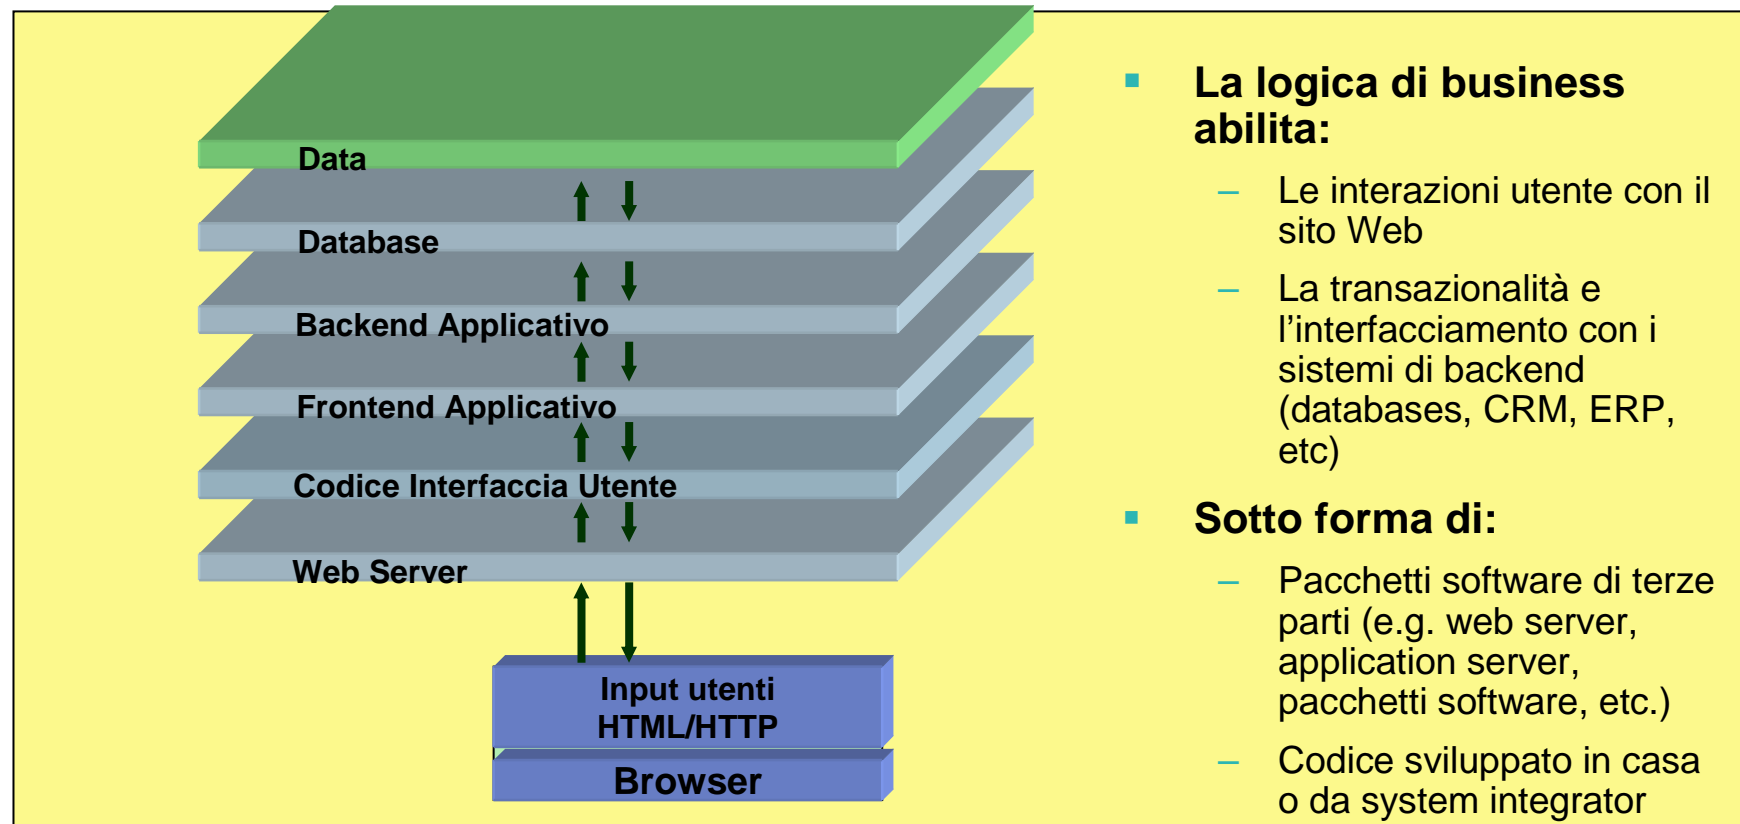 Data
Database
Backend Applicativo
Frontend Applicativo
Codice Interfaccia Utente
Web Server
Input utenti
HTML/HTTP
Browser
La logica di business
abilita:
– Le interazioni utente con il
sito Web
– La transazionalità e
l’interfacciamento con i
sistemi di backend
(databases, CRM, ERP,
etc)
Sotto forma di:
– Pacchetti software di terze
parti (e.g. web server,
application server,
pacchetti software, etc.)
– Codice sviluppato in casa
o da system integrator